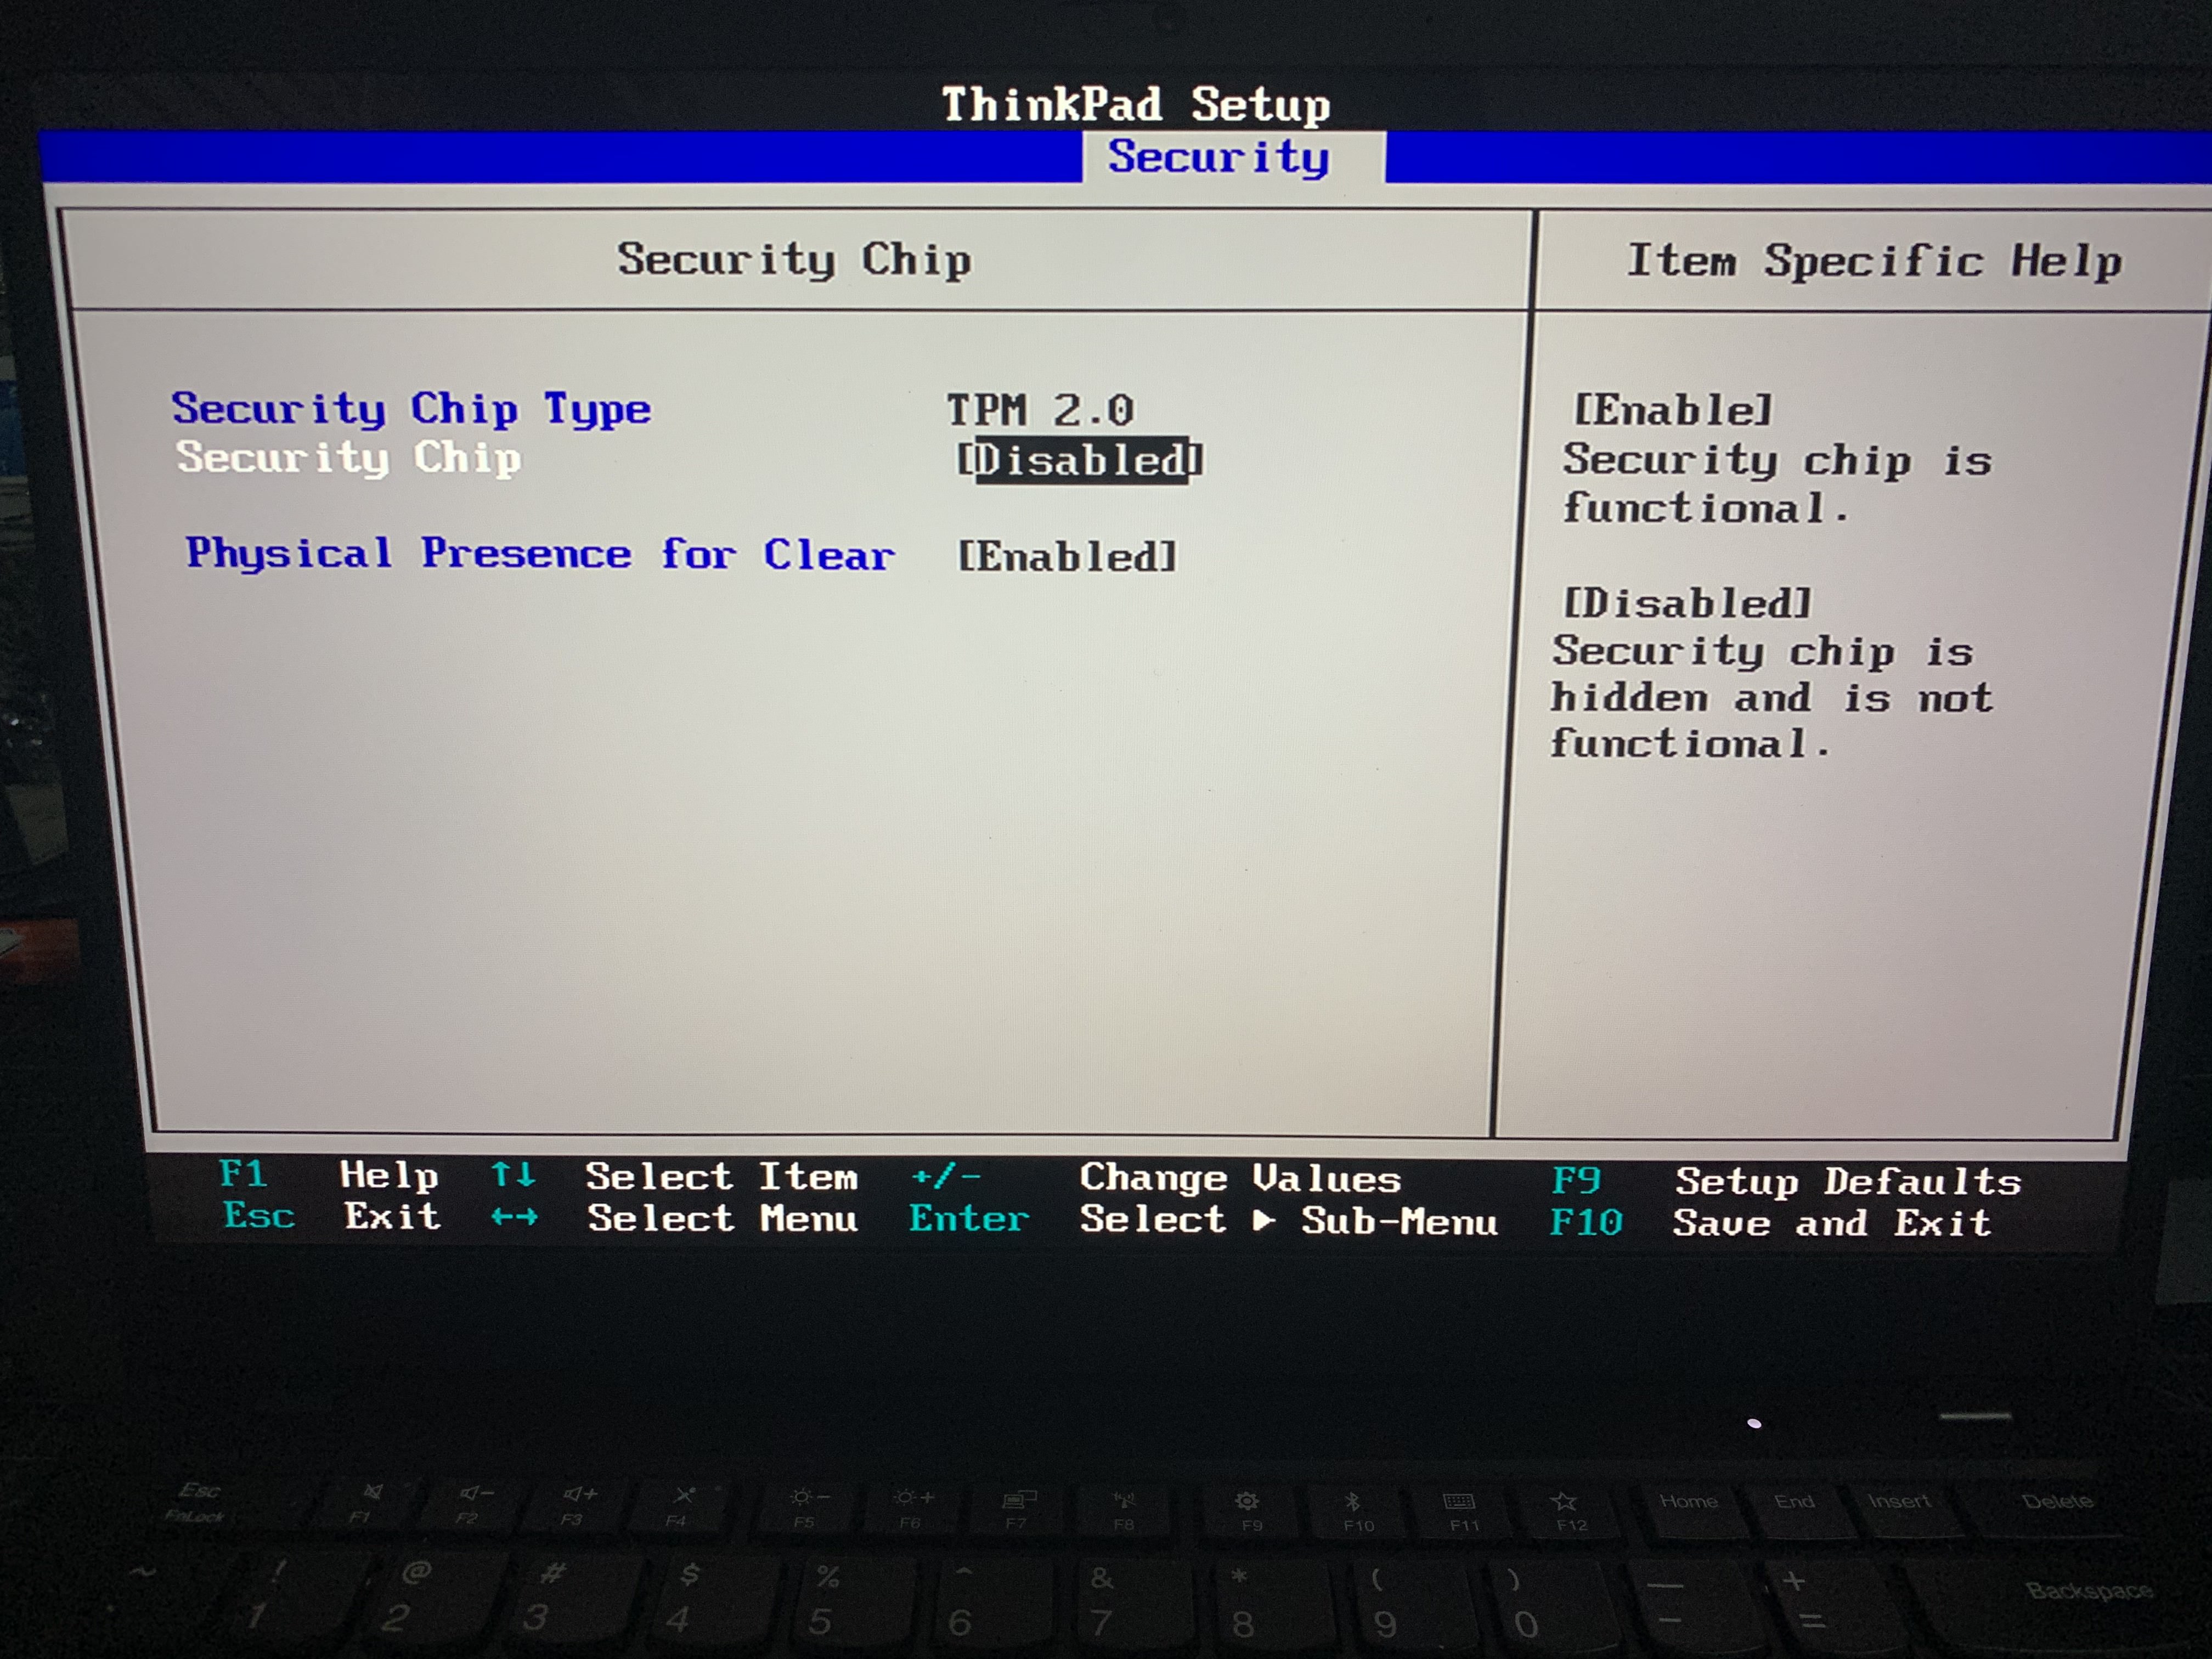 ThinkPad Setup
Security
Security Chip
Item Specific Help
Security Chip Type TPM 2.0
Security Chip [Disabled]
Physical Presence for Clear [Enabled]
[Enable]
Security chip is
functional.
[Disabled]
Security chip is
hidden and is not
functional.
F1 Help ↑↓ Select Item +/- Change Values F9 Setup Defaults
Esc Exit ←→ Select Menu Enter Select ▶ Sub-Menu F10 Save and Exit
Esc Home End Insert Delete
FnLock F1 F2 F3 F4 F5 F6 F7 F8 F9 F10 F11 F12
~ ! @ # $ % ^ & * ( ) — + Backspace
1 2 3 4 5 6 7 8 9 0 - =